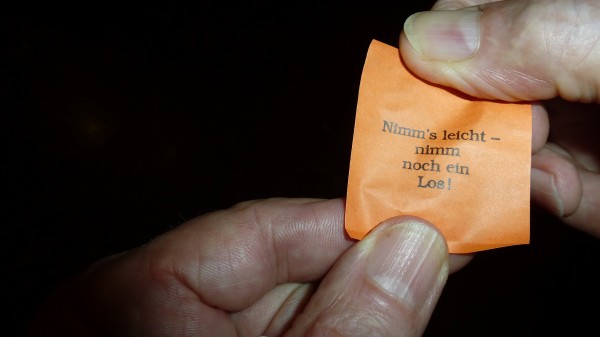 Nimm's leicht –
nimm
noch ein
Los!